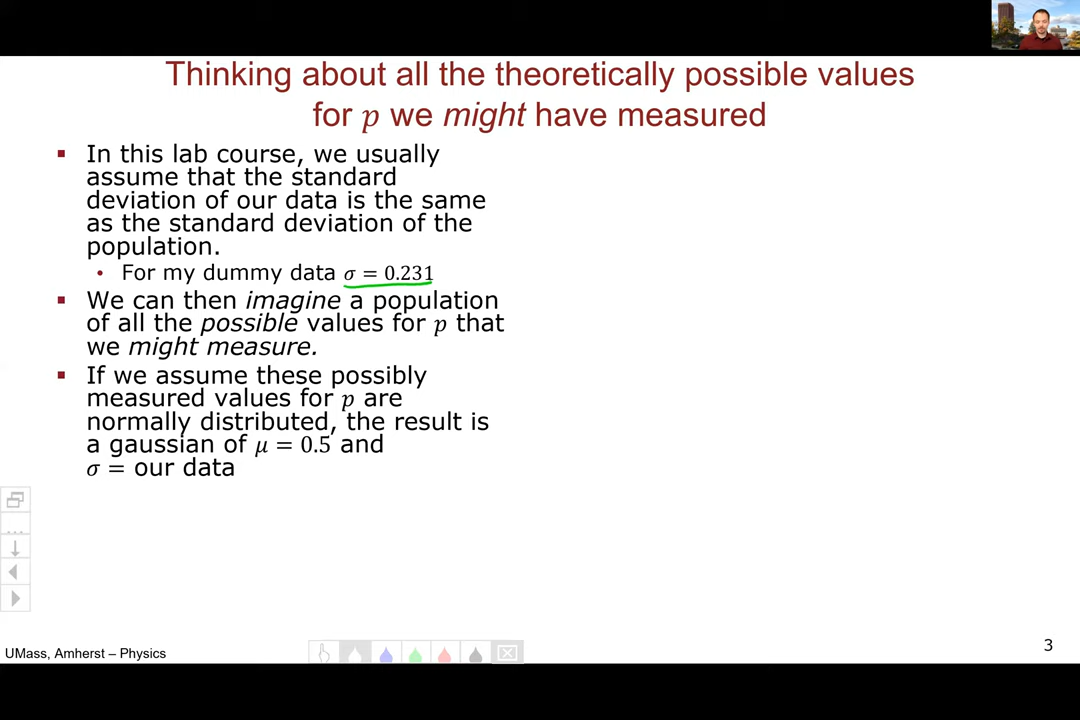 Thinking about all the theoretically possible values
for p we might have measured
▪ In this lab course, we usually
assume that the standard
deviation of our data is the same
as the standard deviation of the
population.
• For my dummy data σ = 0.231
▪ We can then imagine a population
of all the possible values for p that
we might measure.
▪ If we assume these possibly
measured values for p are
normally distributed, the result is
a gaussian of μ = 0.5 and
σ = our data
UMass, Amherst – Physics
3